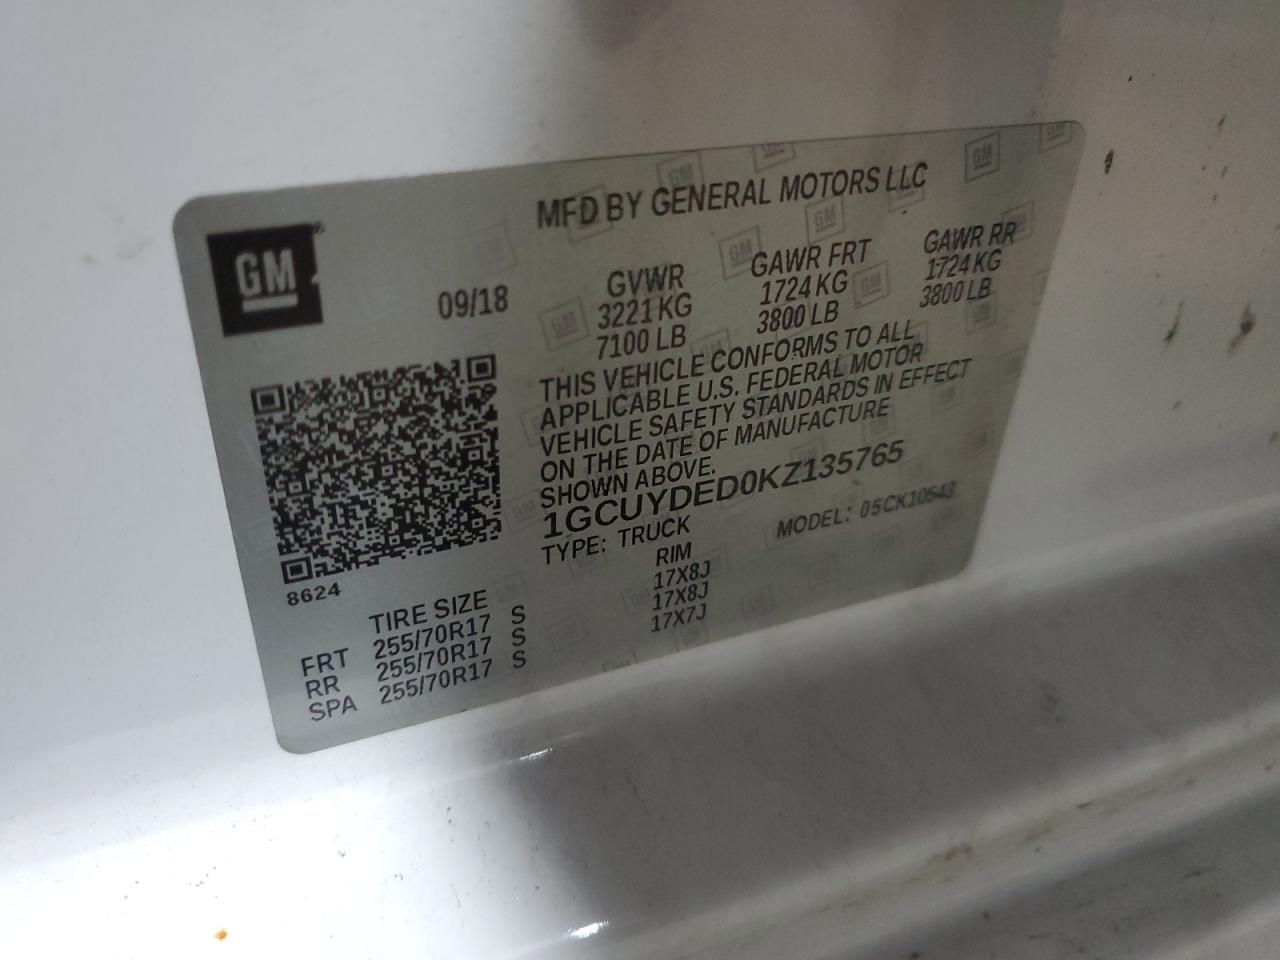 GM
MFD BY GENERAL MOTORS LLC
09/18
GVWR GAWR FRT GAWR RR
3221 KG 1724 KG 1724 KG
7100 LB 3800 LB 3800 LB
THIS VEHICLE CONFORMS TO ALL
APPLICABLE U.S. FEDERAL MOTOR
VEHICLE SAFETY STANDARDS IN EFFECT
ON THE DATE OF MANUFACTURE
SHOWN ABOVE.
1GCUYDED0KZ135765
TYPE: TRUCK MODEL: 05CK10543
8624
TIRE SIZE RIM
FRT 255/70R17 S 17X8J
RR 255/70R17 S 17X8J
SPA 255/70R17 S 17X7J